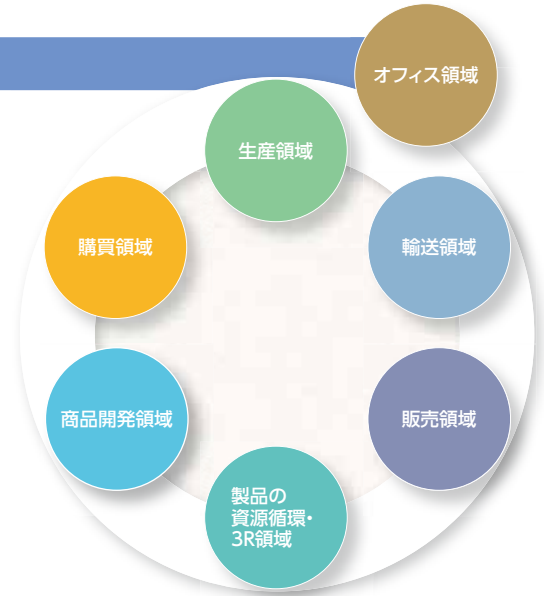 オフィス領域
生産領域
購買領域
輸送領域
商品開発領域
販売領域
製品の
資源循環・
3R領域